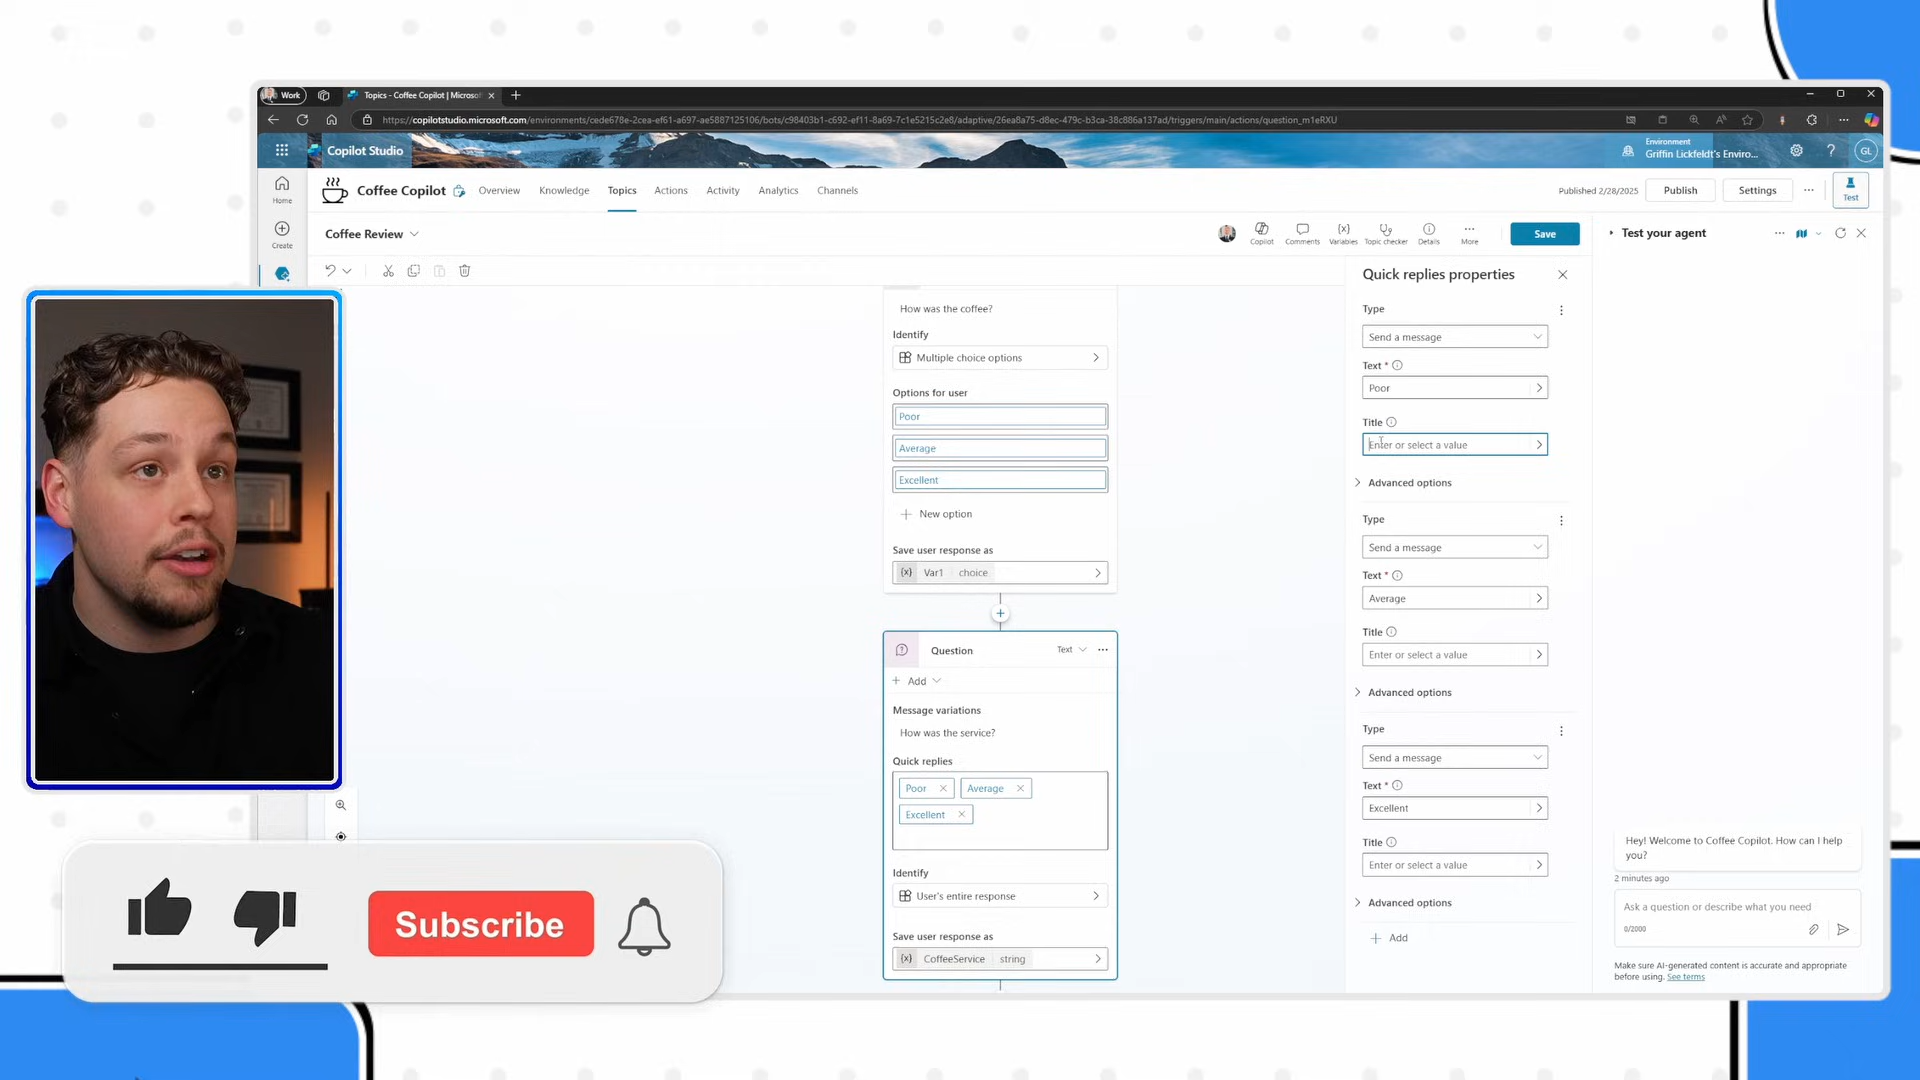 Work
Topics - Coffee Copilot | Microso
https://copilotstudio.microsoft.com/environments/cede678e-2cea-ef61-a697-ae5887125106/bots/c98403b1-c692-ef11-8a69-7c1e5215c2e8/adaptive/26ea8a75-d8ec-479c-b3ca-38c886a137ad/triggers/main/actions/question_m1eRXU
Copilot Studio
Environment
Griffin Lickfeldt's Enviro...
GL
Home
Create
Coffee Copilot
Overview
Knowledge
Topics
Actions
Activity
Analytics
Channels
Published 2/28/2025
Publish
Settings
Test
Coffee Review
Copilot
Comments
Variables
Topic checker
Details
More
Save
How was the coffee?
Identify
Multiple choice options
Options for user
Poor
Average
Excellent
New option
Save user response as
{x} Var1 choice
Question
Text
Add
Message variations
How was the service?
Quick replies
Poor
Average
Excellent
Identify
User's entire response
Save user response as
{x} CoffeeService string
Quick replies properties
Type
Send a message
Text *
Poor
Title
Enter or select a value
Advanced options
Type
Send a message
Text *
Average
Title
Enter or select a value
Advanced options
Type
Send a message
Text *
Excellent
Title
Enter or select a value
Advanced options
Add
Test your agent
Hey! Welcome to Coffee Copilot. How can I help
you?
2 minutes ago
Ask a question or describe what you need
0/2000
Make sure AI-generated content is accurate and appropriate
before using. See terms
Subscribe